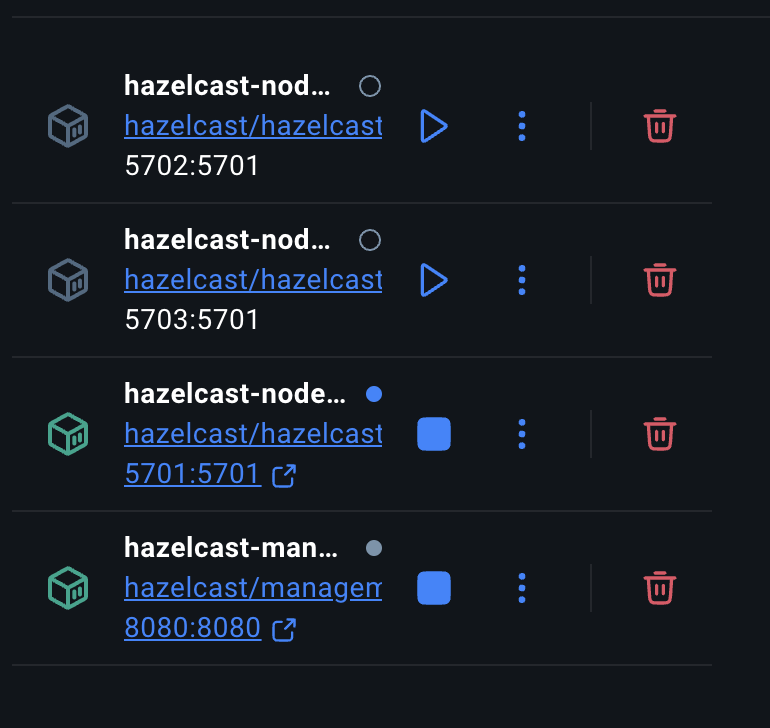 hazelcast-nod...
hazelcast/hazelcast
5702:5701
hazelcast-nod...
hazelcast/hazelcast
5703:5701
hazelcast-node...
hazelcast/hazelcast
5701:5701
hazelcast-man...
hazelcast/managem
8080:8080